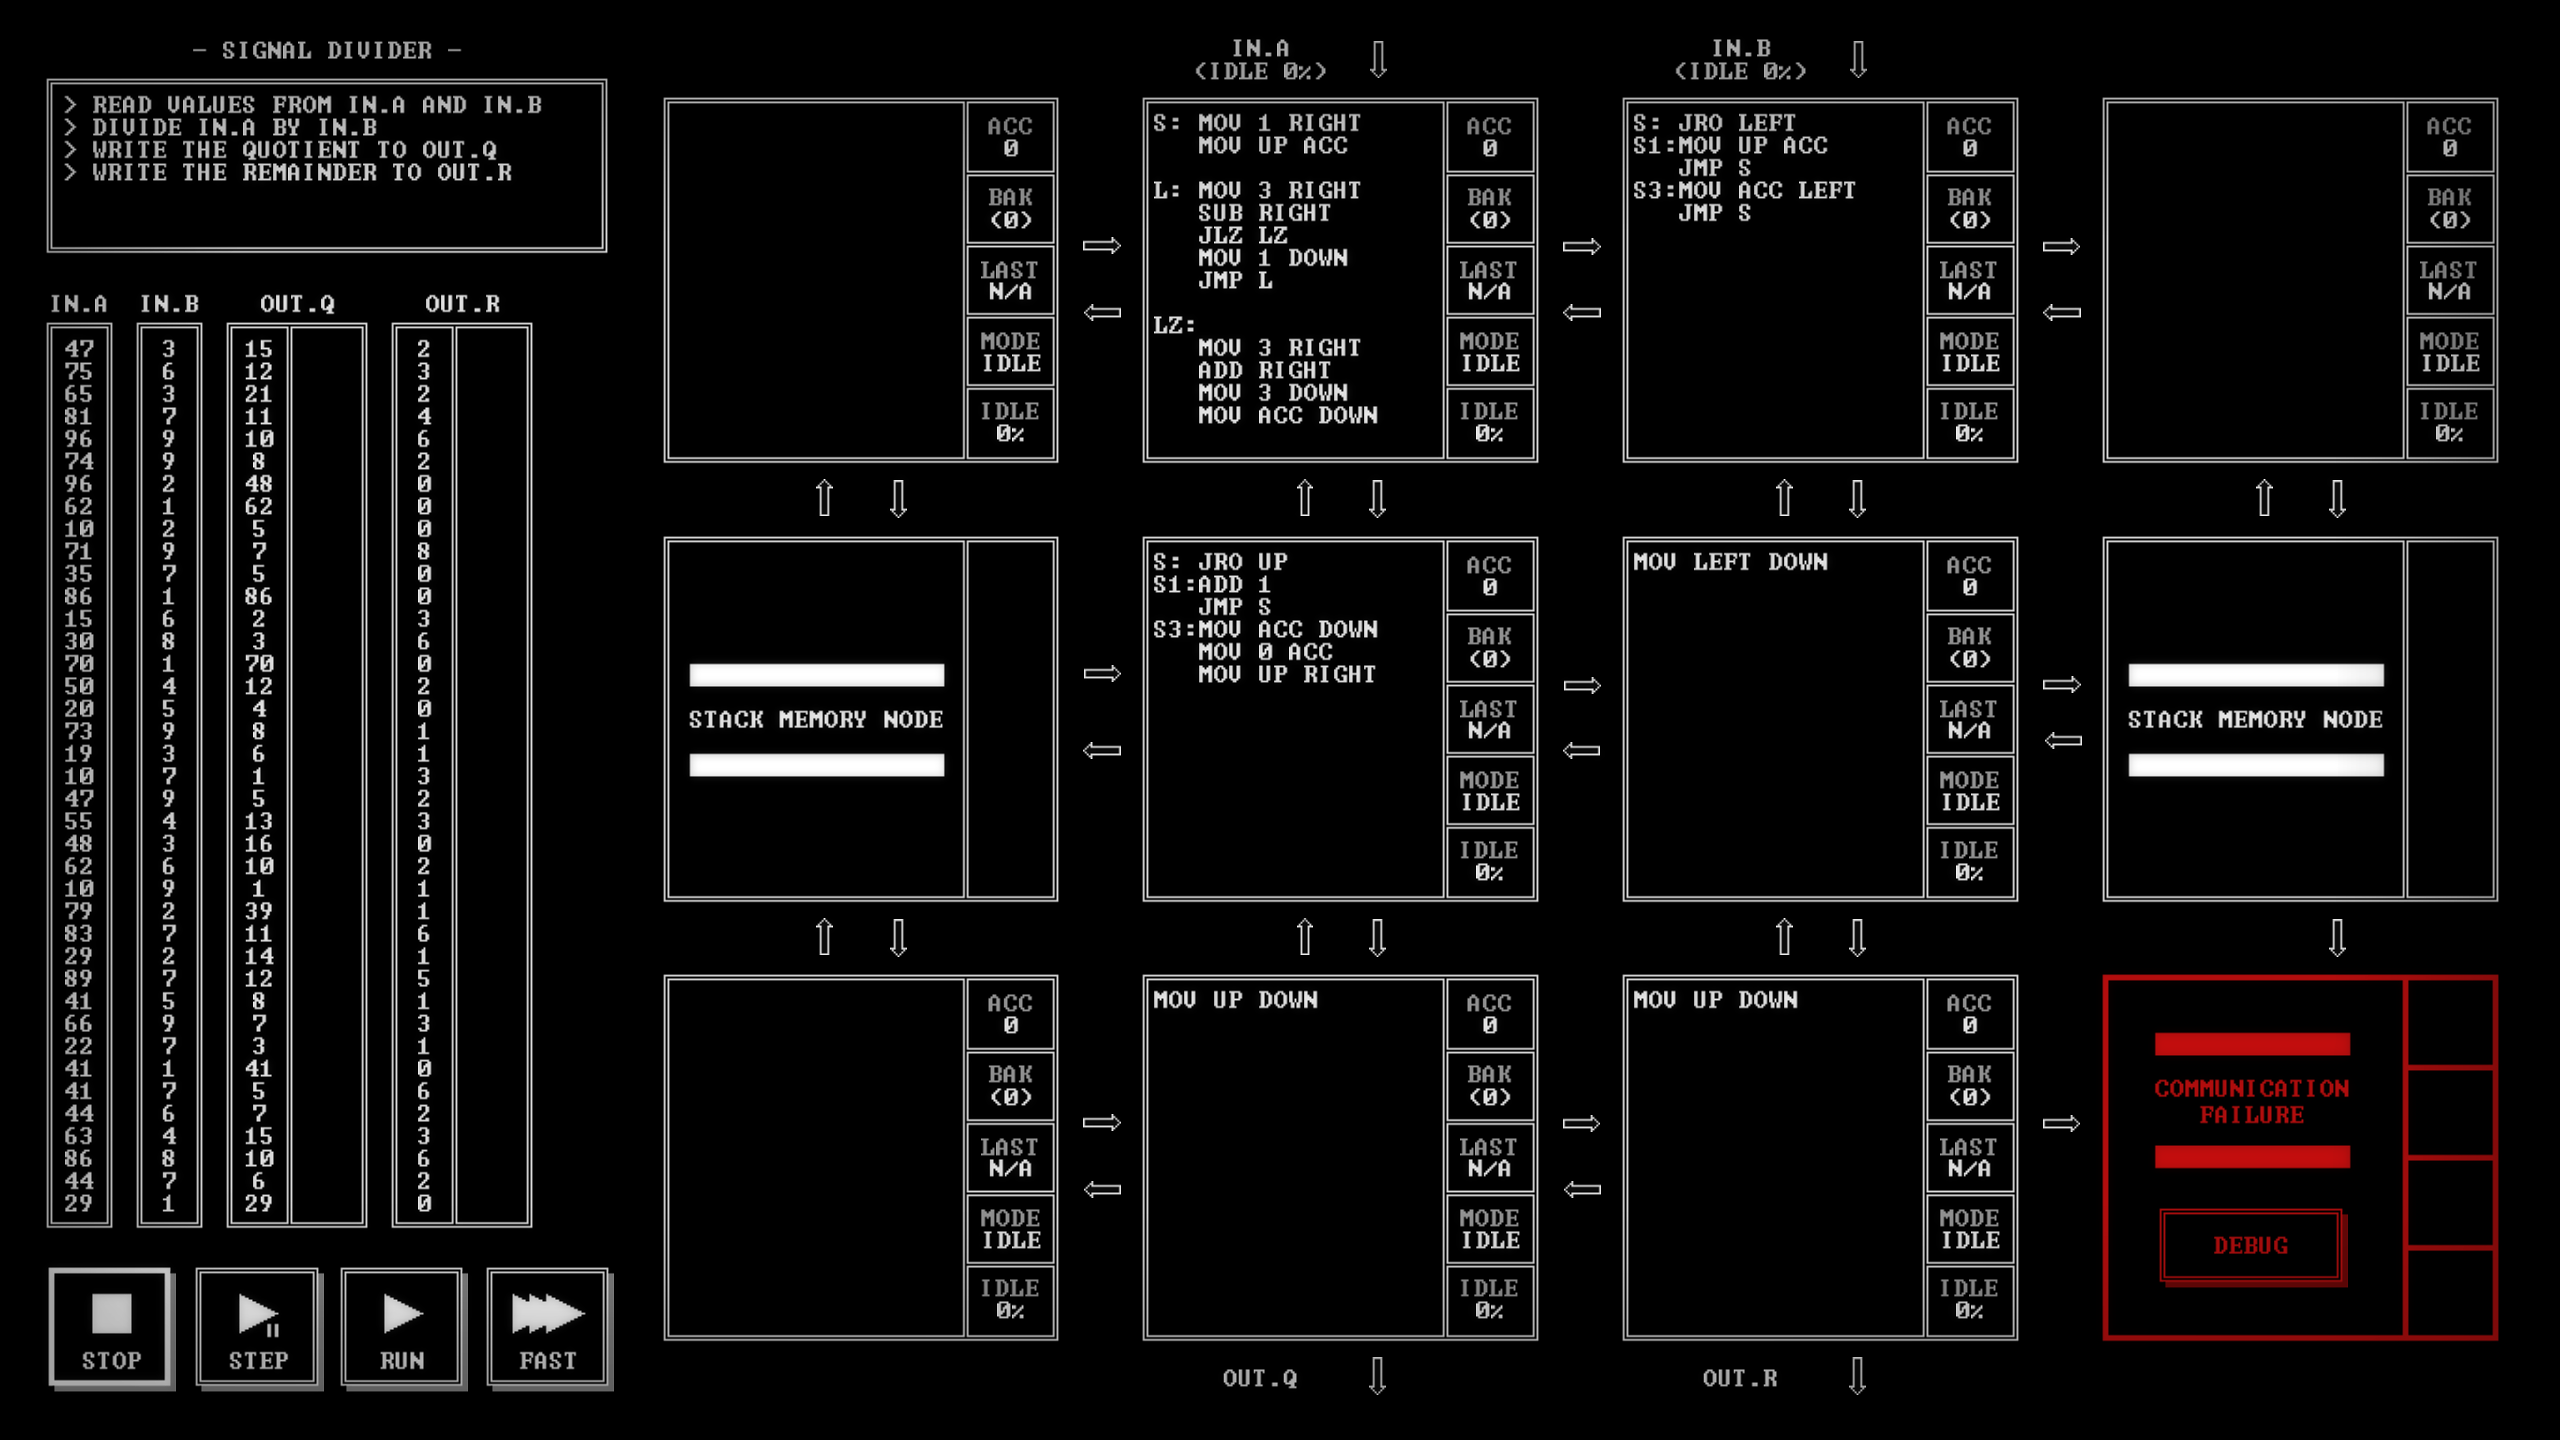 - SIGNAL DIVIDER -
> READ VALUES FROM IN.A AND IN.B
> DIVIDE IN.A BY IN.B
> WRITE THE QUOTIENT TO OUT.Q
> WRITE THE REMAINDER TO OUT.R
IN.A IN.B OUT.Q OUT.R
47 3 15 2
75 6 12 3
65 3 21 2
81 7 11 4
96 9 10 6
74 9 8 2
96 2 48 0
62 1 62 0
10 2 5 0
71 9 7 8
35 7 5 0
86 1 86 0
15 6 2 3
30 8 3 6
70 1 70 0
50 4 12 2
20 5 4 0
73 9 8 1
19 3 6 1
10 7 1 3
47 9 5 2
55 4 13 3
48 3 16 0
62 6 10 2
10 9 1 1
79 2 39 1
83 7 11 6
29 2 14 1
89 7 12 5
41 5 8 1
66 9 7 3
22 7 3 1
41 1 41 0
41 7 5 6
44 6 7 2
63 4 15 3
86 8 10 6
44 7 6 2
29 1 29 0
STOP STEP RUN FAST
IN.A
(IDLE 0%)
IN.B
(IDLE 0%)
ACC
0
BAK
(0)
LAST
N/A
MODE
IDLE
IDLE
0%
S: MOV 1 RIGHT
MOV UP ACC
L: MOV 3 RIGHT
SUB RIGHT
JLZ LZ
MOV 1 DOWN
JMP L
LZ:
MOV 3 RIGHT
ADD RIGHT
MOV 3 DOWN
MOV ACC DOWN
ACC
0
BAK
(0)
LAST
N/A
MODE
IDLE
IDLE
0%
S: JRO LEFT
S1:MOV UP ACC
JMP S
S3:MOV ACC LEFT
JMP S
ACC
0
BAK
(0)
LAST
N/A
MODE
IDLE
IDLE
0%
ACC
0
BAK
(0)
LAST
N/A
MODE
IDLE
IDLE
0%
STACK MEMORY NODE
S: JRO UP
S1:ADD 1
JMP S
S3:MOV ACC DOWN
MOV 0 ACC
MOV UP RIGHT
ACC
0
BAK
(0)
LAST
N/A
MODE
IDLE
IDLE
0%
MOV LEFT DOWN
ACC
0
BAK
(0)
LAST
N/A
MODE
IDLE
IDLE
0%
STACK MEMORY NODE
ACC
0
BAK
(0)
LAST
N/A
MODE
IDLE
IDLE
0%
MOV UP DOWN
ACC
0
BAK
(0)
LAST
N/A
MODE
IDLE
IDLE
0%
MOV UP DOWN
ACC
0
BAK
(0)
LAST
N/A
MODE
IDLE
IDLE
0%
COMMUNICATION
FAILURE
DEBUG
OUT.Q
OUT.R